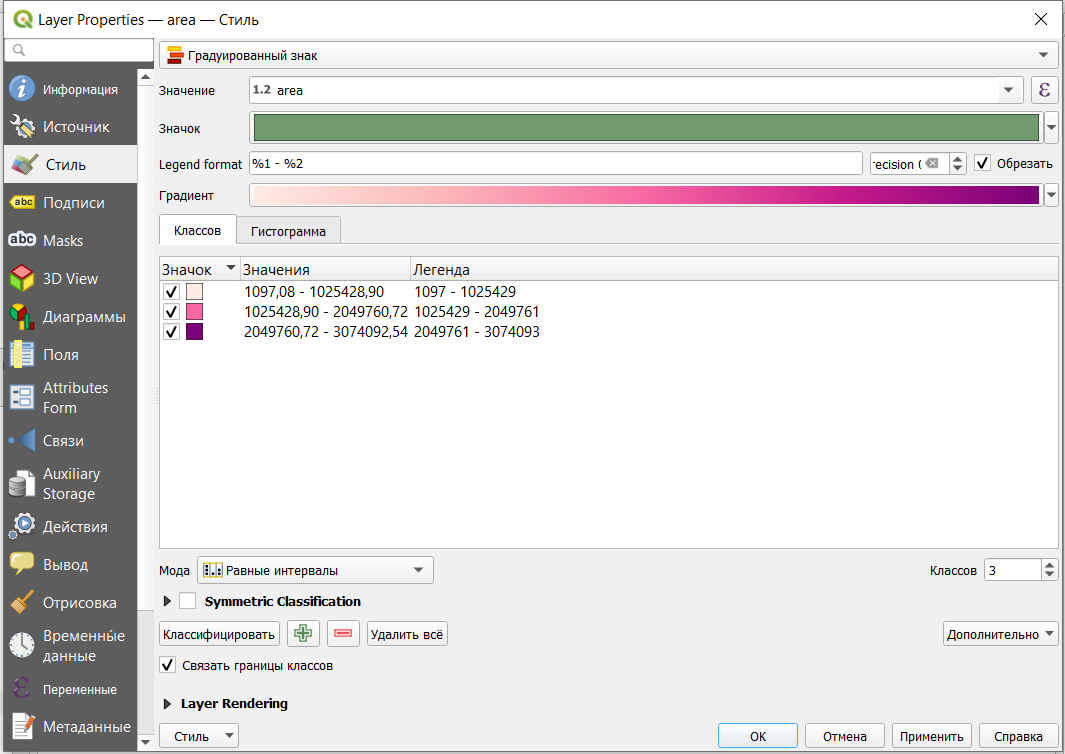 Layer Properties — area — Стиль
Информация
Источник
Стиль
abc Подписи
abc Masks
3D View
Диаграммы
Поля
Attributes
Form
Связи
Auxiliary
Storage
Действия
Вывод
Отрисовка
Временны́е
данные
Переменные
Метаданные
Градуированный знак
Значение 1.2 area ε
Значок
Legend format %1 - %2 recision ( Обрезать
Градиент
Классов Гистограмма
Значок Значения Легенда
1097,08 - 1025428,90 1097 - 1025429
1025428,90 - 2049760,72 1025429 - 2049761
2049760,72 - 3074092,54 2049761 - 3074093
Мода Равные интервалы Классов 3
Symmetric Classification
Классифицировать Удалить всё Дополнительно
Связать границы классов
Layer Rendering
Стиль OK Отмена Применить Справка